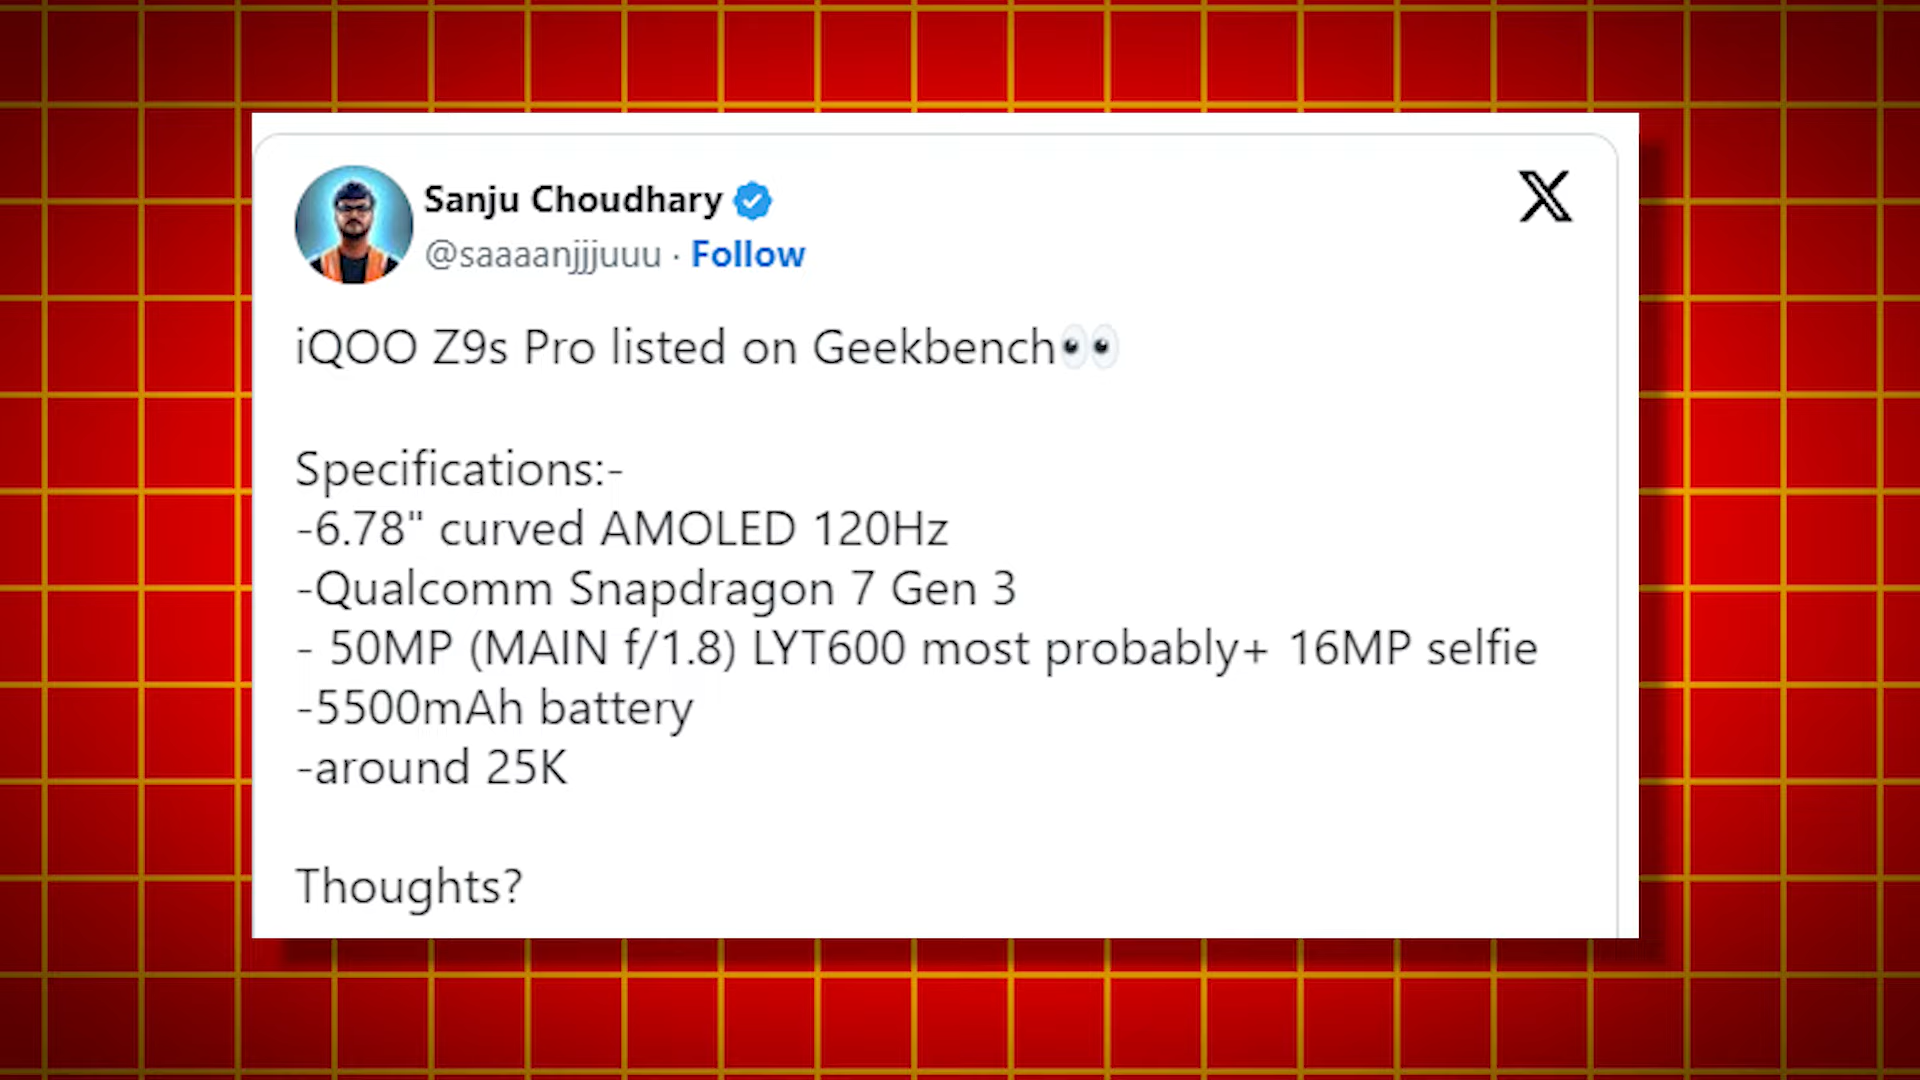 Sanju Choudhary
@saaaanjjjuuu · Follow
iQOO Z9s Pro listed on Geekbench👀
Specifications:-
-6.78" curved AMOLED 120Hz
-Qualcomm Snapdragon 7 Gen 3
- 50MP (MAIN f/1.8) LYT600 most probably+ 16MP selfie
-5500mAh battery
-around 25K
Thoughts?